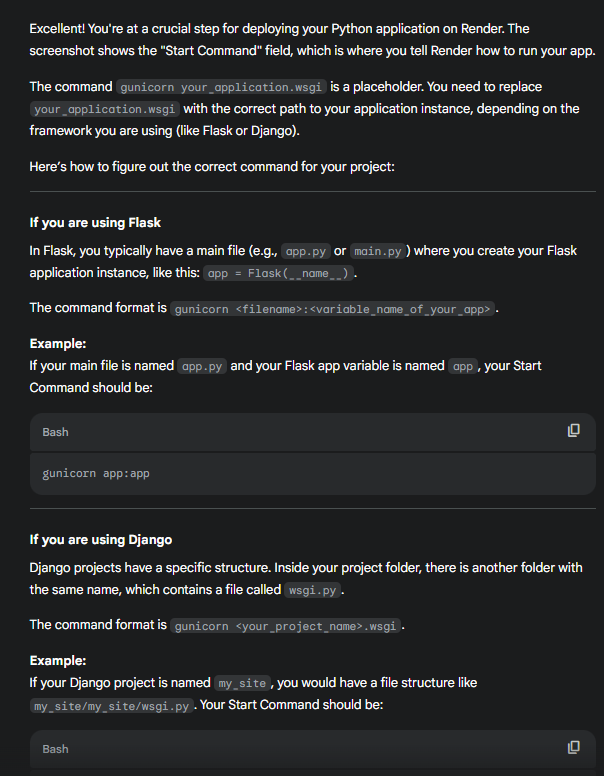 Excellent! You're at a crucial step for deploying your Python application on Render. The
screenshot shows the "Start Command" field, which is where you tell Render how to run your app.
The command gunicorn your_application.wsgi is a placeholder. You need to replace
your_application.wsgi with the correct path to your application instance, depending on the
framework you are using (like Flask or Django).
Here's how to figure out the correct command for your project:
If you are using Flask
In Flask, you typically have a main file (e.g., app.py or main.py) where you create your Flask
application instance, like this: app = Flask(__name__).
The command format is gunicorn <filename>:<variable_name_of_your_app>.
Example:
If your main file is named app.py and your Flask app variable is named app, your Start
Command should be:
Bash
gunicorn app:app
If you are using Django
Django projects have a specific structure. Inside your project folder, there is another folder with
the same name, which contains a file called wsgi.py.
The command format is gunicorn <your_project_name>.wsgi.
Example:
If your Django project is named my_site, you would have a file structure like
my_site/my_site/wsgi.py. Your Start Command should be:
Bash